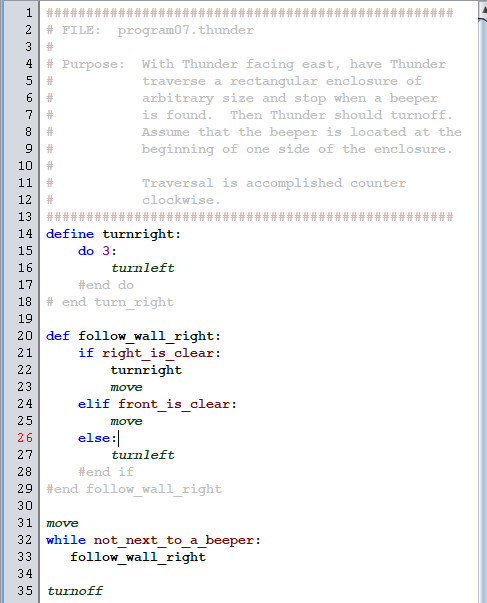 1 ###################################################
2 # FILE:  program07.thunder
3 #
4 # Purpose:  With Thunder facing east, have Thunder
5 #           traverse a rectangular enclosure of
6 #           arbitrary size and stop when a beeper
7 #           is found.  Then Thunder should turnoff.
8 #           Assume that the beeper is located at the
9 #           beginning of one side of the enclosure.
10 #
11 #           Traversal is accomplished counter
12 #           clockwise.
13 ###################################################
14 define turnright:
15     do 3:
16         turnleft
17     #end do
18 # end turn_right
19
20 def follow_wall_right:
21     if right_is_clear:
22         turnright
23         move
24     elif front_is_clear:
25         move
26     else:
27         turnleft
28     #end if
29 #end follow_wall_right
30
31 move
32 while not_next_to_a_beeper:
33    follow_wall_right
34
35 turnoff